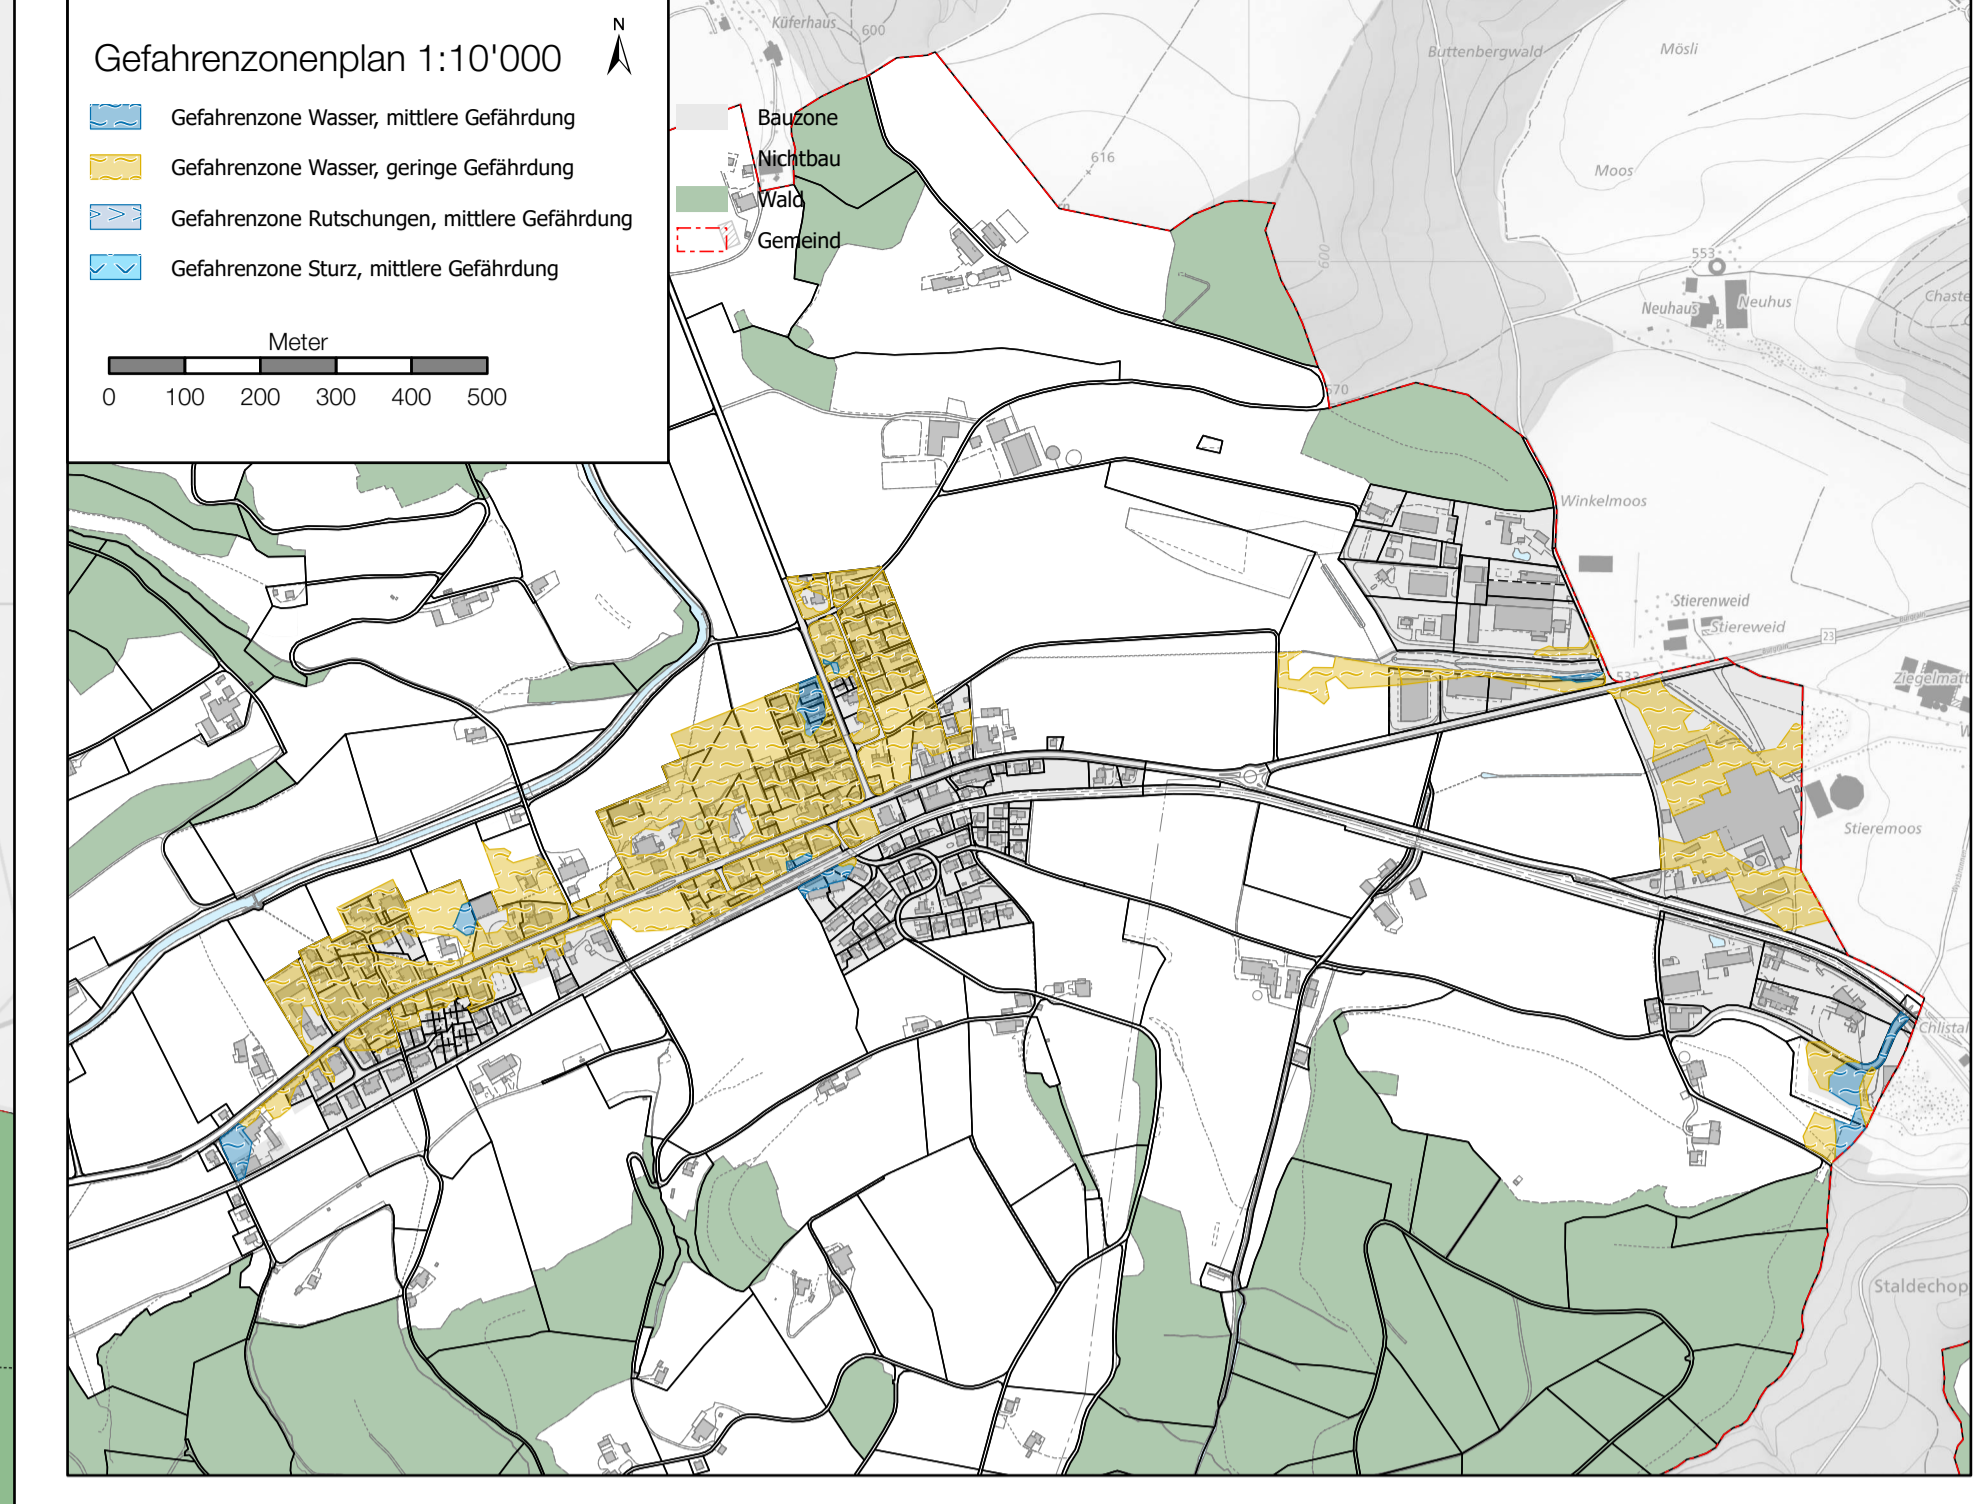 Gefahrenzonenplan 1:10'000
N
Gefahrenzone Wasser, mittlere Gefährdung
Gefahrenzone Wasser, geringe Gefährdung
Gefahrenzone Rutschungen, mittlere Gefährdung
Gefahrenzone Sturz, mittlere Gefährdung
Bauzone
Nichtbau
Wald
Gemeind
Meter
0 100 200 300 400 500
Küferhaus
600
Buttenbergwald
Mösli
616
Moos
600
553
Neuhaus
Neuhus
Chaste
570
Winkelmoos
Stierenweid
Stiereweid
23
533
Ziegelmatt
Stieremoos
Chlistal
Staldechop